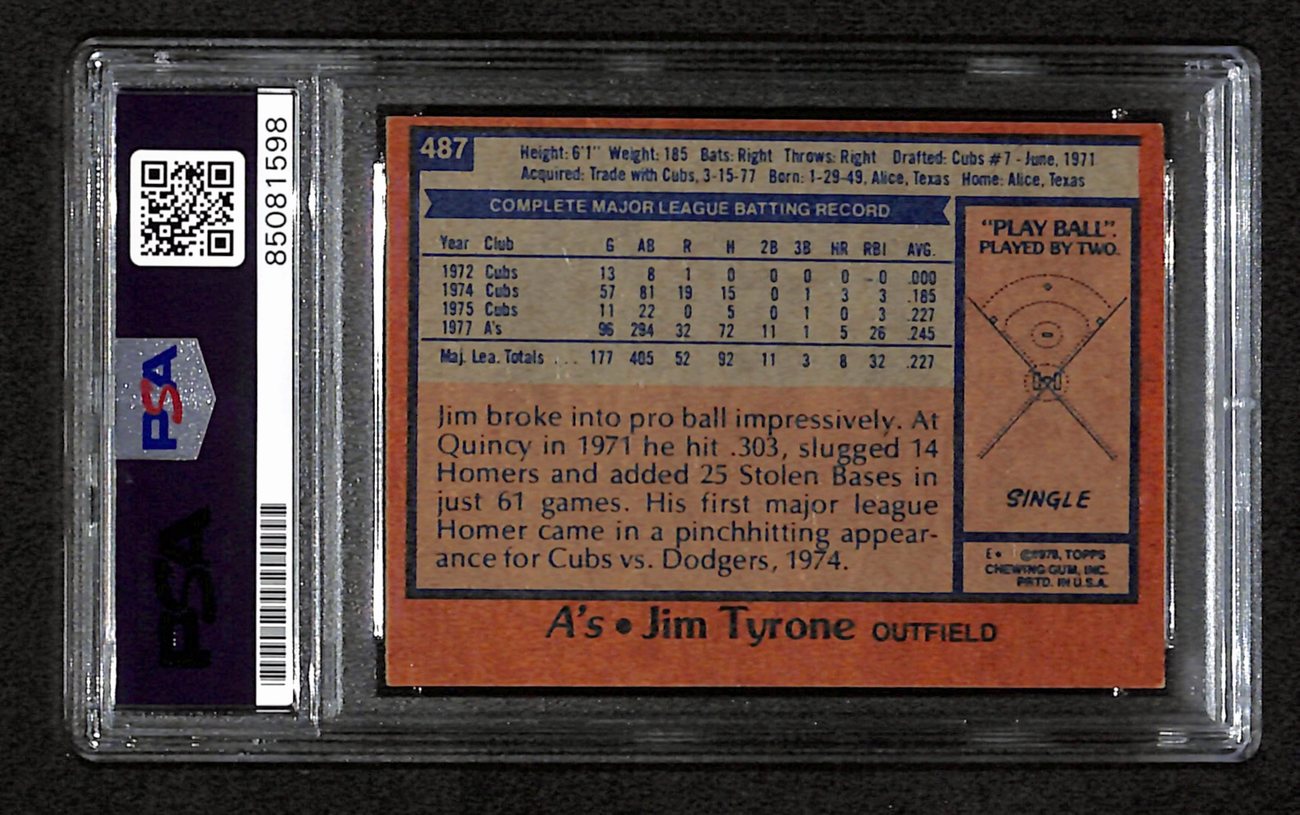 85081598
PSA
PSA
487
Height: 6'1" Weight: 185 Bats: Right Throws: Right Drafted: Cubs #7 - June, 1971
Acquired: Trade with Cubs, 3-15-77 Born: 1-29-49, Alice, Texas Home: Alice, Texas
COMPLETE MAJOR LEAGUE BATTING RECORD
Year Club G AB R H 2B 3B HR RBI AVG.
1972 Cubs 13 8 1 0 0 0 0 0 .000
1974 Cubs 57 81 19 15 0 1 3 3 .185
1975 Cubs 11 22 0 5 0 1 0 3 .227
1977 A's 96 294 32 72 11 1 5 26 .245
Maj. Lea. Totals ... 177 405 52 92 11 3 8 32 .227
Jim broke into pro ball impressively. At
Quincy in 1971 he hit .303, slugged 14
Homers and added 25 Stolen Bases in
just 61 games. His first major league
Homer came in a pinchhitting appear-
ance for Cubs vs. Dodgers, 1974.
"PLAY BALL".
PLAYED BY TWO.
SINGLE
E* ©1978, TOPPS
CHEWING GUM, INC.
PRTD. IN U.S.A.
A's • Jim Tyrone OUTFIELD